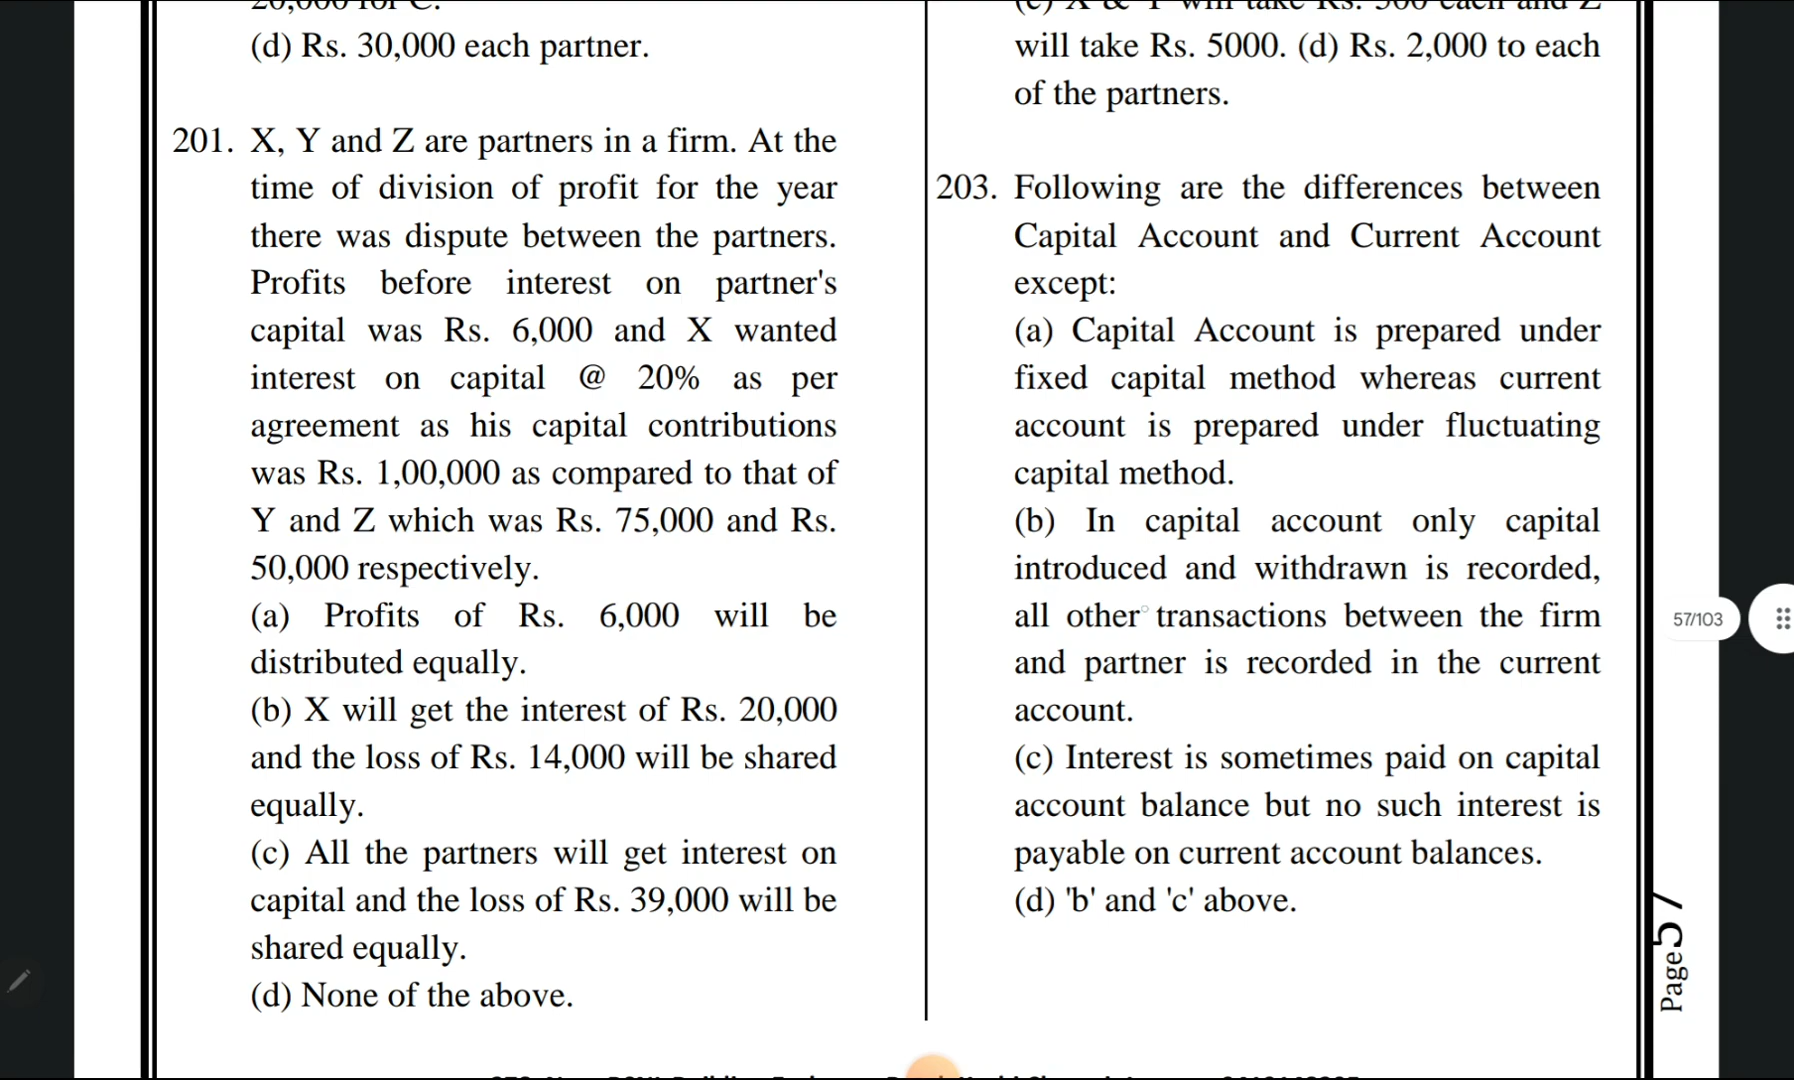 (d) Rs. 30,000 each partner.
201. X, Y and Z are partners in a firm. At the
time of division of profit for the year
there was dispute between the partners.
Profits before interest on partner's
capital was Rs. 6,000 and X wanted
interest on capital @ 20% as per
agreement as his capital contributions
was Rs. 1,00,000 as compared to that of
Y and Z which was Rs. 75,000 and Rs.
50,000 respectively.
(a) Profits of Rs. 6,000 will be
distributed equally.
(b) X will get the interest of Rs. 20,000
and the loss of Rs. 14,000 will be shared
equally.
(c) All the partners will get interest on
capital and the loss of Rs. 39,000 will be
shared equally.
(d) None of the above.
will take Rs. 5000. (d) Rs. 2,000 to each
of the partners.
203. Following are the differences between
Capital Account and Current Account
except:
(a) Capital Account is prepared under
fixed capital method whereas current
account is prepared under fluctuating
capital method.
(b) In capital account only capital
introduced and withdrawn is recorded,
all other transactions between the firm
and partner is recorded in the current
account.
(c) Interest is sometimes paid on capital
account balance but no such interest is
payable on current account balances.
(d) 'b' and 'c' above.
57/103
Page57